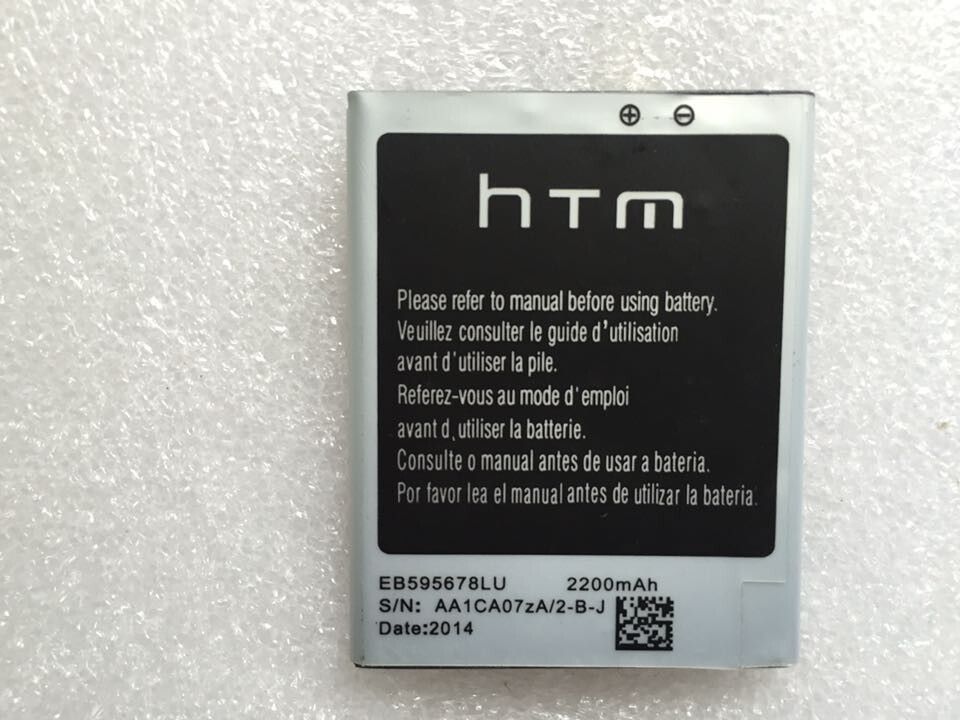 ⊕ ⊖
hTm
Please refer to manual before using battery.
Veuillez consulter le guide d'utilisation
avant d'utiliser la pile.
Referez-vous au mode d'emploi
avant d,utiliser la batterie.
Consulte o manual antes de usar a bateria.
Por favor lea el manual antes de utilizar la bateria.
EB595678LU 2200mAh
S/N: AA1CA07zA/2-B-J
Date:2014